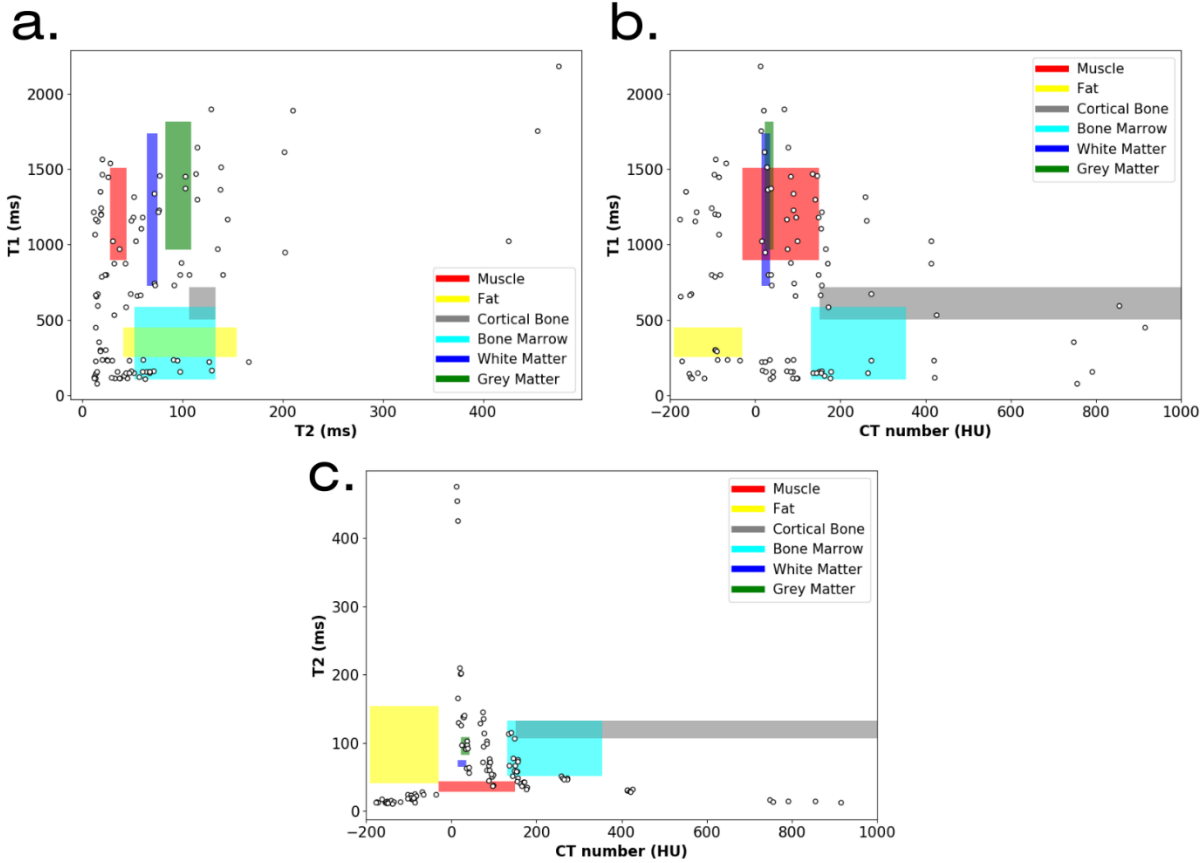 a.
2000
1500
1000
500
0
T1 (ms)
0
100
200
300
400
T2 (ms)
Muscle
Fat
Cortical Bone
Bone Marrow
White Matter
Grey Matter
b.
2000
1500
1000
500
0
T1 (ms)
−200
0
200
400
600
800
1000
CT number (HU)
Muscle
Fat
Cortical Bone
Bone Marrow
White Matter
Grey Matter
c.
400
300
200
100
0
T2 (ms)
−200
0
200
400
600
800
1000
CT number (HU)
Muscle
Fat
Cortical Bone
Bone Marrow
White Matter
Grey Matter